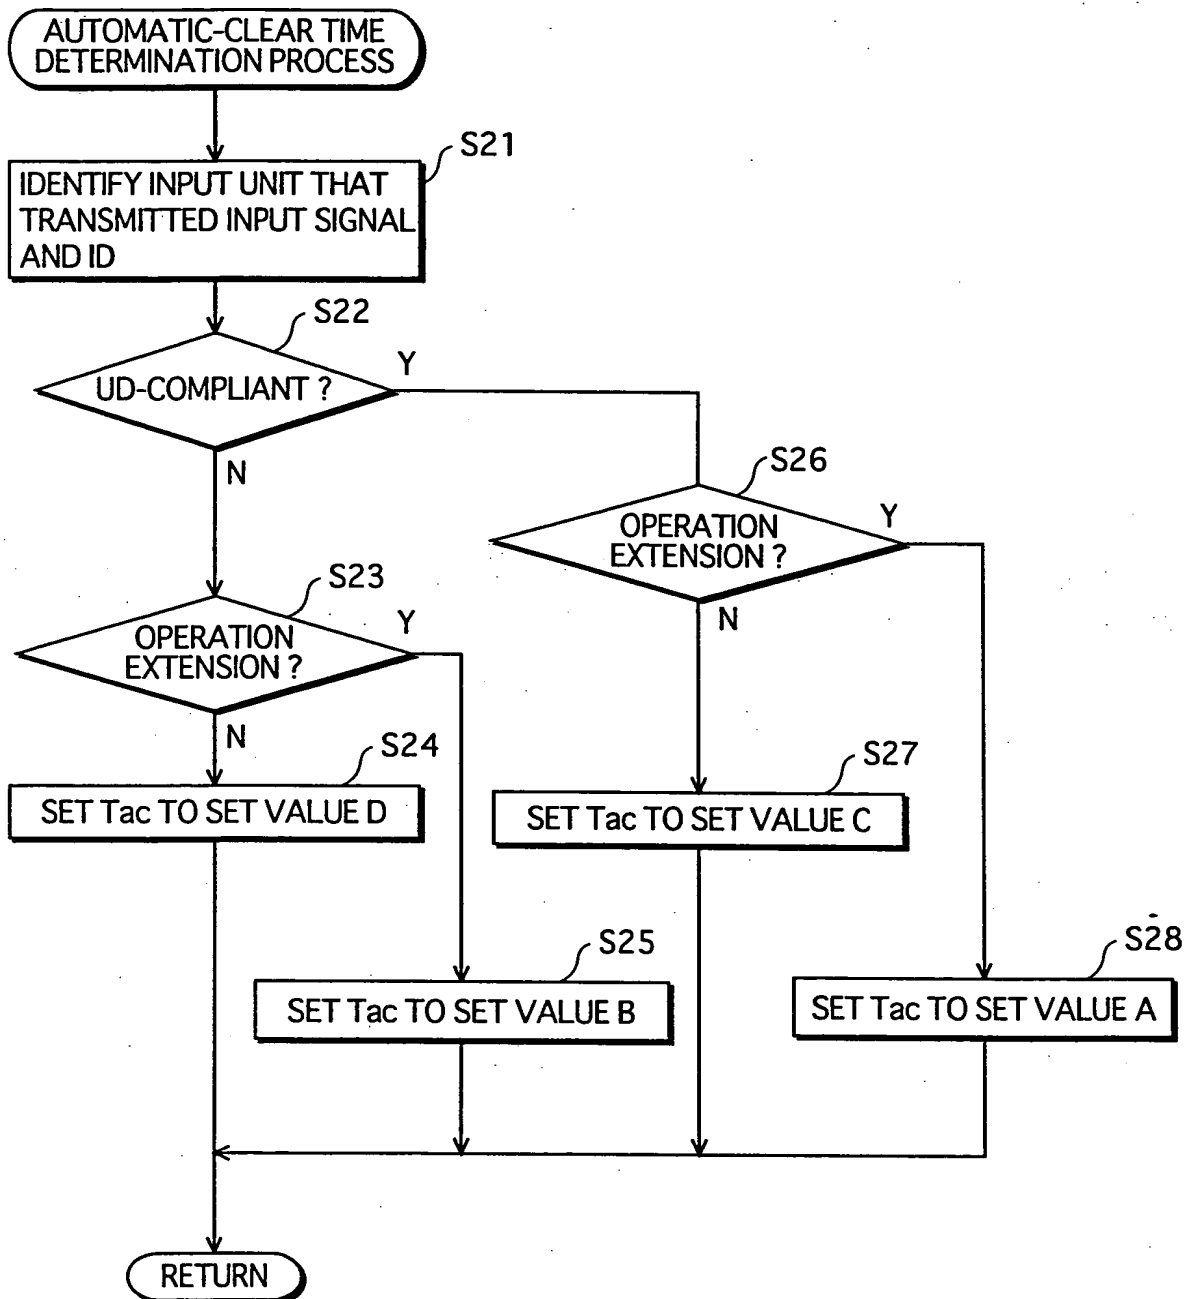 AUTOMATIC-CLEAR TIME
DETERMINATION PROCESS
S21
IDENTIFY INPUT UNIT THAT
TRANSMITTED INPUT SIGNAL
AND ID
S22
UD-COMPLIANT ?
Y
N
S26
OPERATION
EXTENSION ?
Y
N
S23
OPERATION
EXTENSION ?
Y
N
S24
SET Tac TO SET VALUE D
S27
SET Tac TO SET VALUE C
S25
SET Tac TO SET VALUE B
S28
SET Tac TO SET VALUE A
RETURN